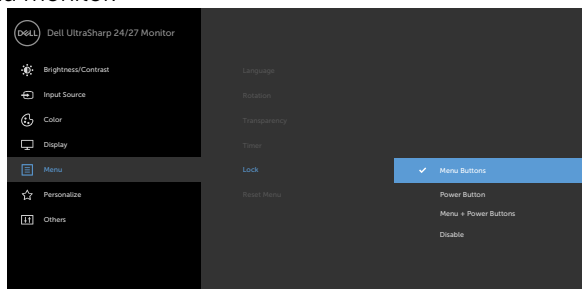 DELL
Dell UltraSharp 24/27 Monitor
Brightness/Contrast
Input Source
Color
Display
Menu
Personalize
Others
Language
Rotation
Transparency
Timer
Lock
Reset Menu
Menu Buttons
Power Button
Menu + Power Buttons
Disable